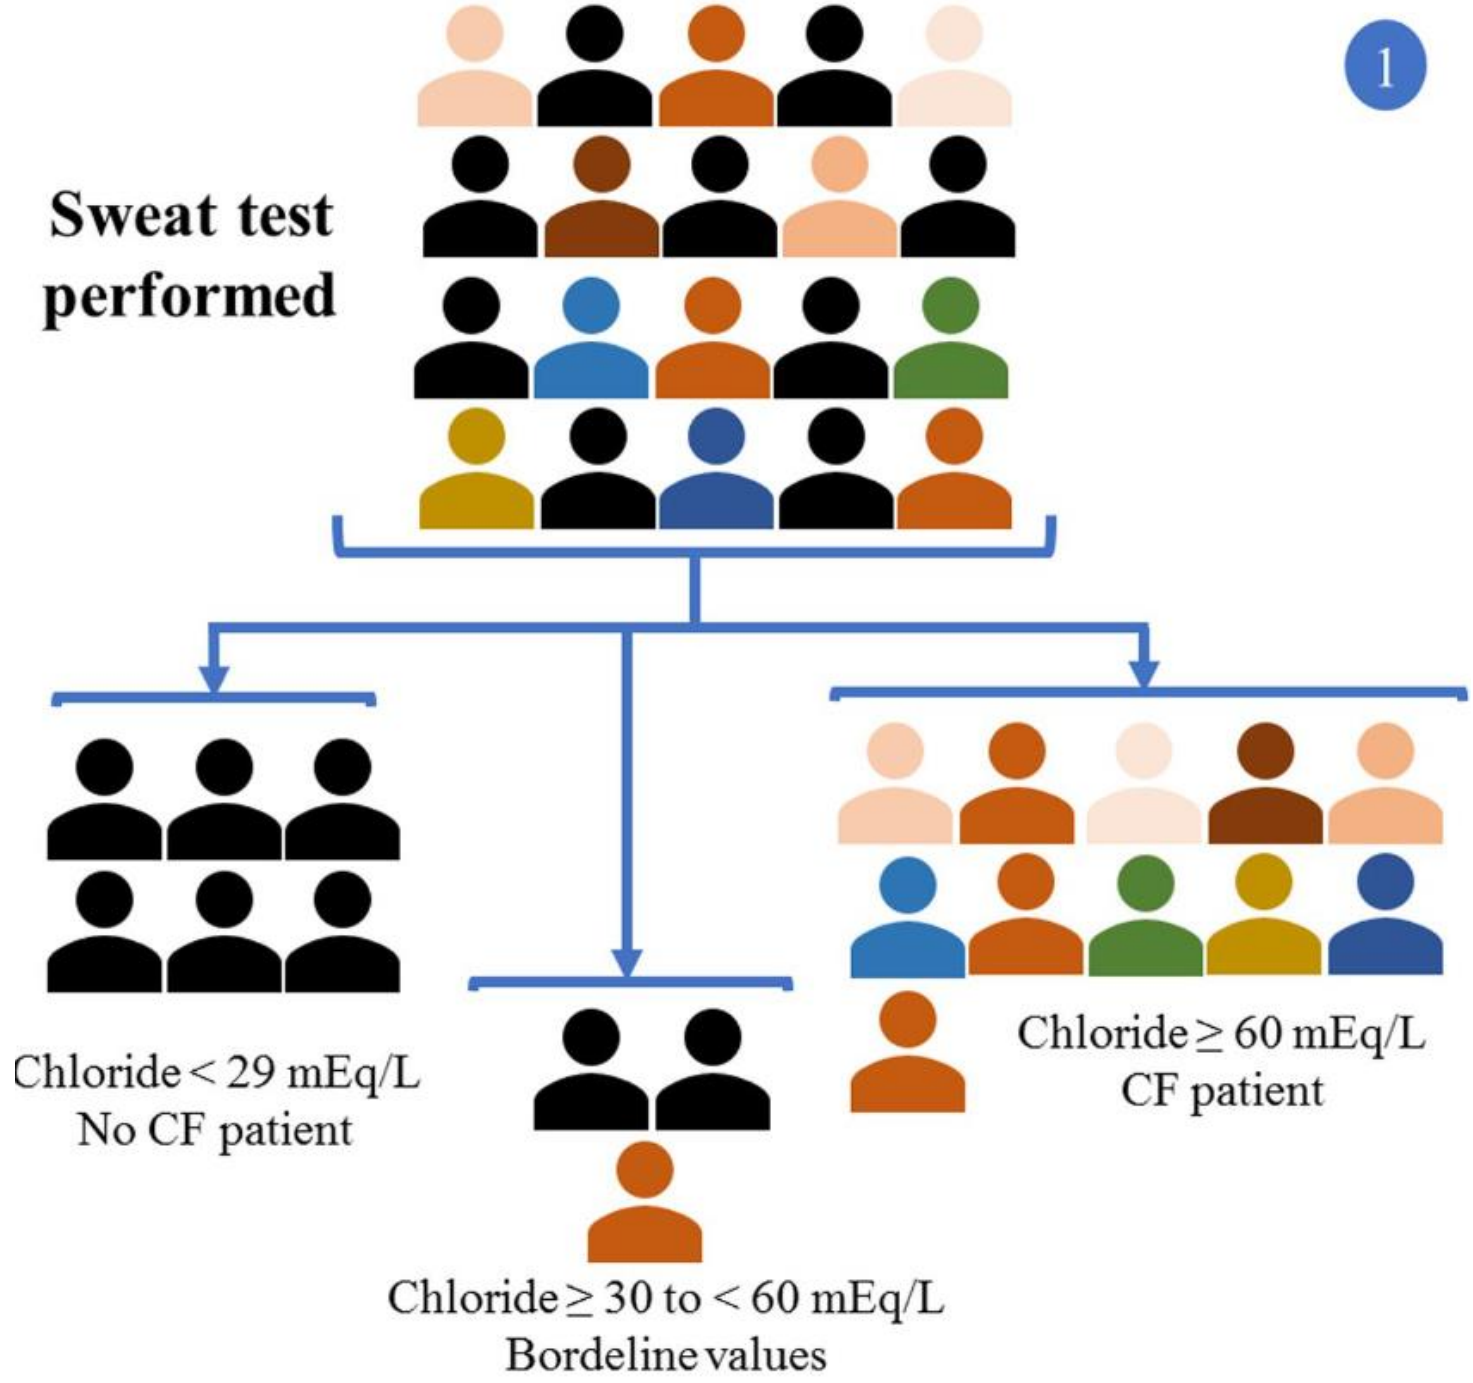 1
Sweat test
performed
Chloride < 29 mEq/L
No CF patient
Chloride ≥ 30 to < 60 mEq/L
Bordeline values
Chloride ≥ 60 mEq/L
CF patient